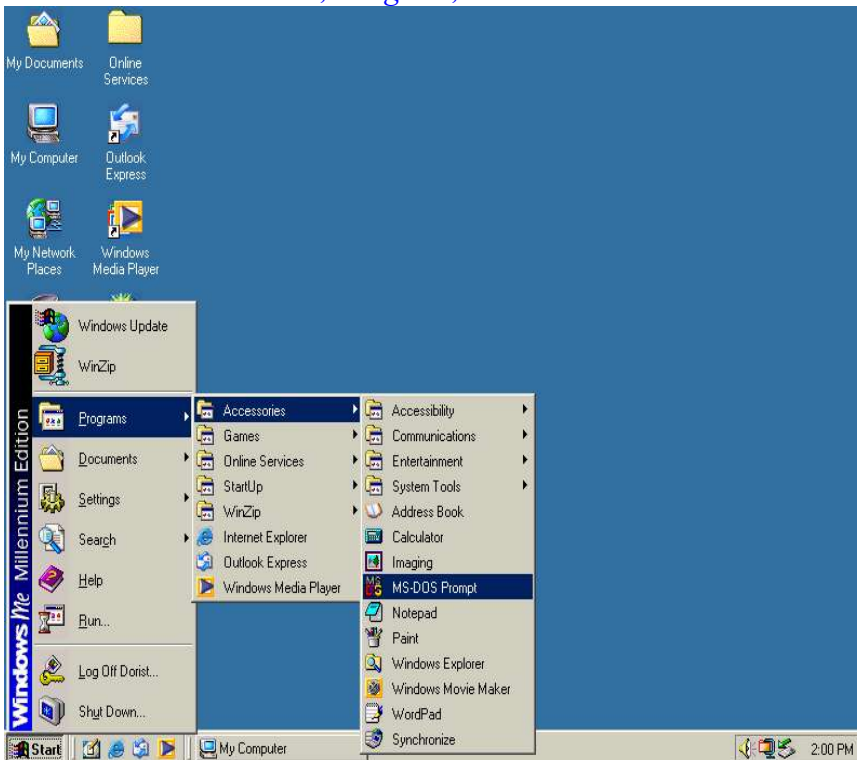 My Documents
Online
Services
My Computer
Outlook
Express
My Network
Places
Windows
Media Player
Windows Me Millennium Edition
Windows Update
WinZip
Programs
Documents
Settings
Search
Help
Run...
Log Off Dorist...
Shut Down...
Accessories
Games
Online Services
StartUp
WinZip
Internet Explorer
Outlook Express
Windows Media Player
Accessibility
Communications
Entertainment
System Tools
Address Book
Calculator
Imaging
MS-DOS Prompt
Notepad
Paint
Windows Explorer
Windows Movie Maker
WordPad
Synchronize
Start
My Computer
2:00 PM